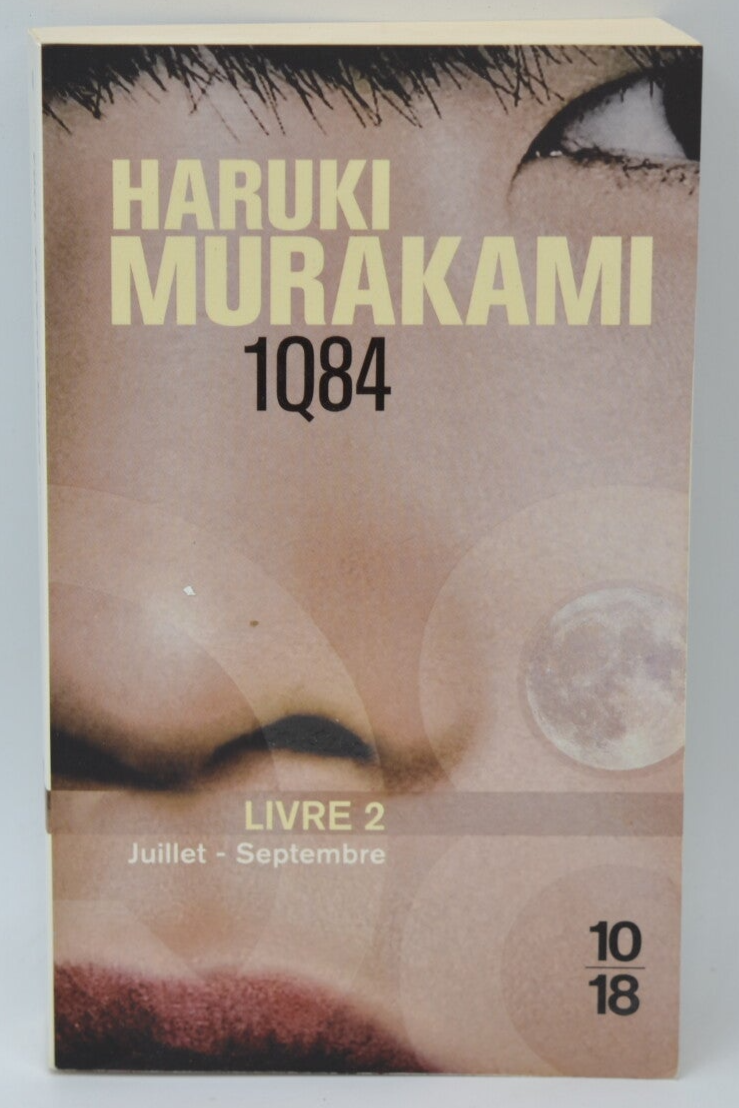 HARUKI
MURAKAMI
1Q84
LIVRE 2
Juillet - Septembre
10
18